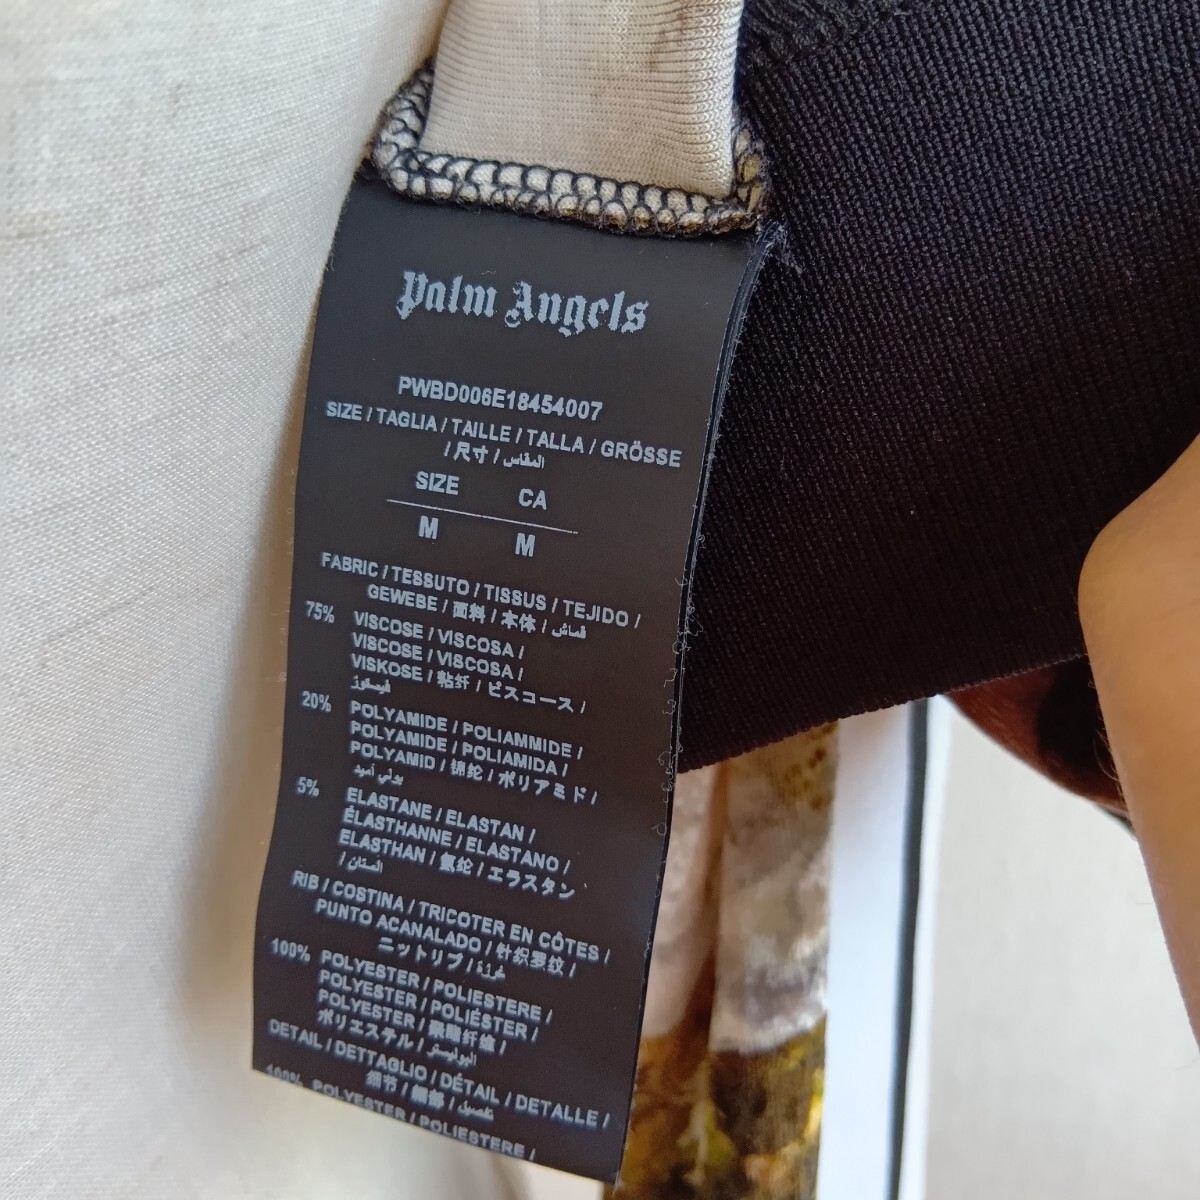 Palm Angels
PWBD006E18454007
SIZE / TAGLIA / TAILLE / TALLA / GRÖSSE
/ 尺寸 / المقاس
SIZE CA
M M
FABRIC / TESSUTO / TISSUS / TEJIDO /
GEWEBE / 面料 / 本体 / قماش
75% VISCOSE / VISCOSA /
VISCOSE / VISCOSA /
VISKOSE / 粘纤 / ビスコース /
فيسكوز
20% POLYAMIDE / POLIAMMIDE /
POLYAMIDE / POLIAMIDA /
POLYAMID / 锦纶 / ポリアミド /
بولي أميد
5% ELASTANE / ELASTAN /
ÉLASTHANNE / ELASTANO /
ELASTHAN / 氨纶 / エラスタン
/ الستان
RIB / COSTINA / TRICOTER EN CÔTES /
PUNTO ACANALADO / 针织罗纹 /
ニットリブ /
100% POLYESTER / POLIESTERE /
POLYESTER / POLIÉSTER /
POLYESTER / 聚酯纤维 /
ポリエステル / البوليستر
DETAIL / DETTAGLIO / DÉTAIL / DETALLE /
细节 / 細部 / تفصيل
100% POLYESTER / POLIESTERE /